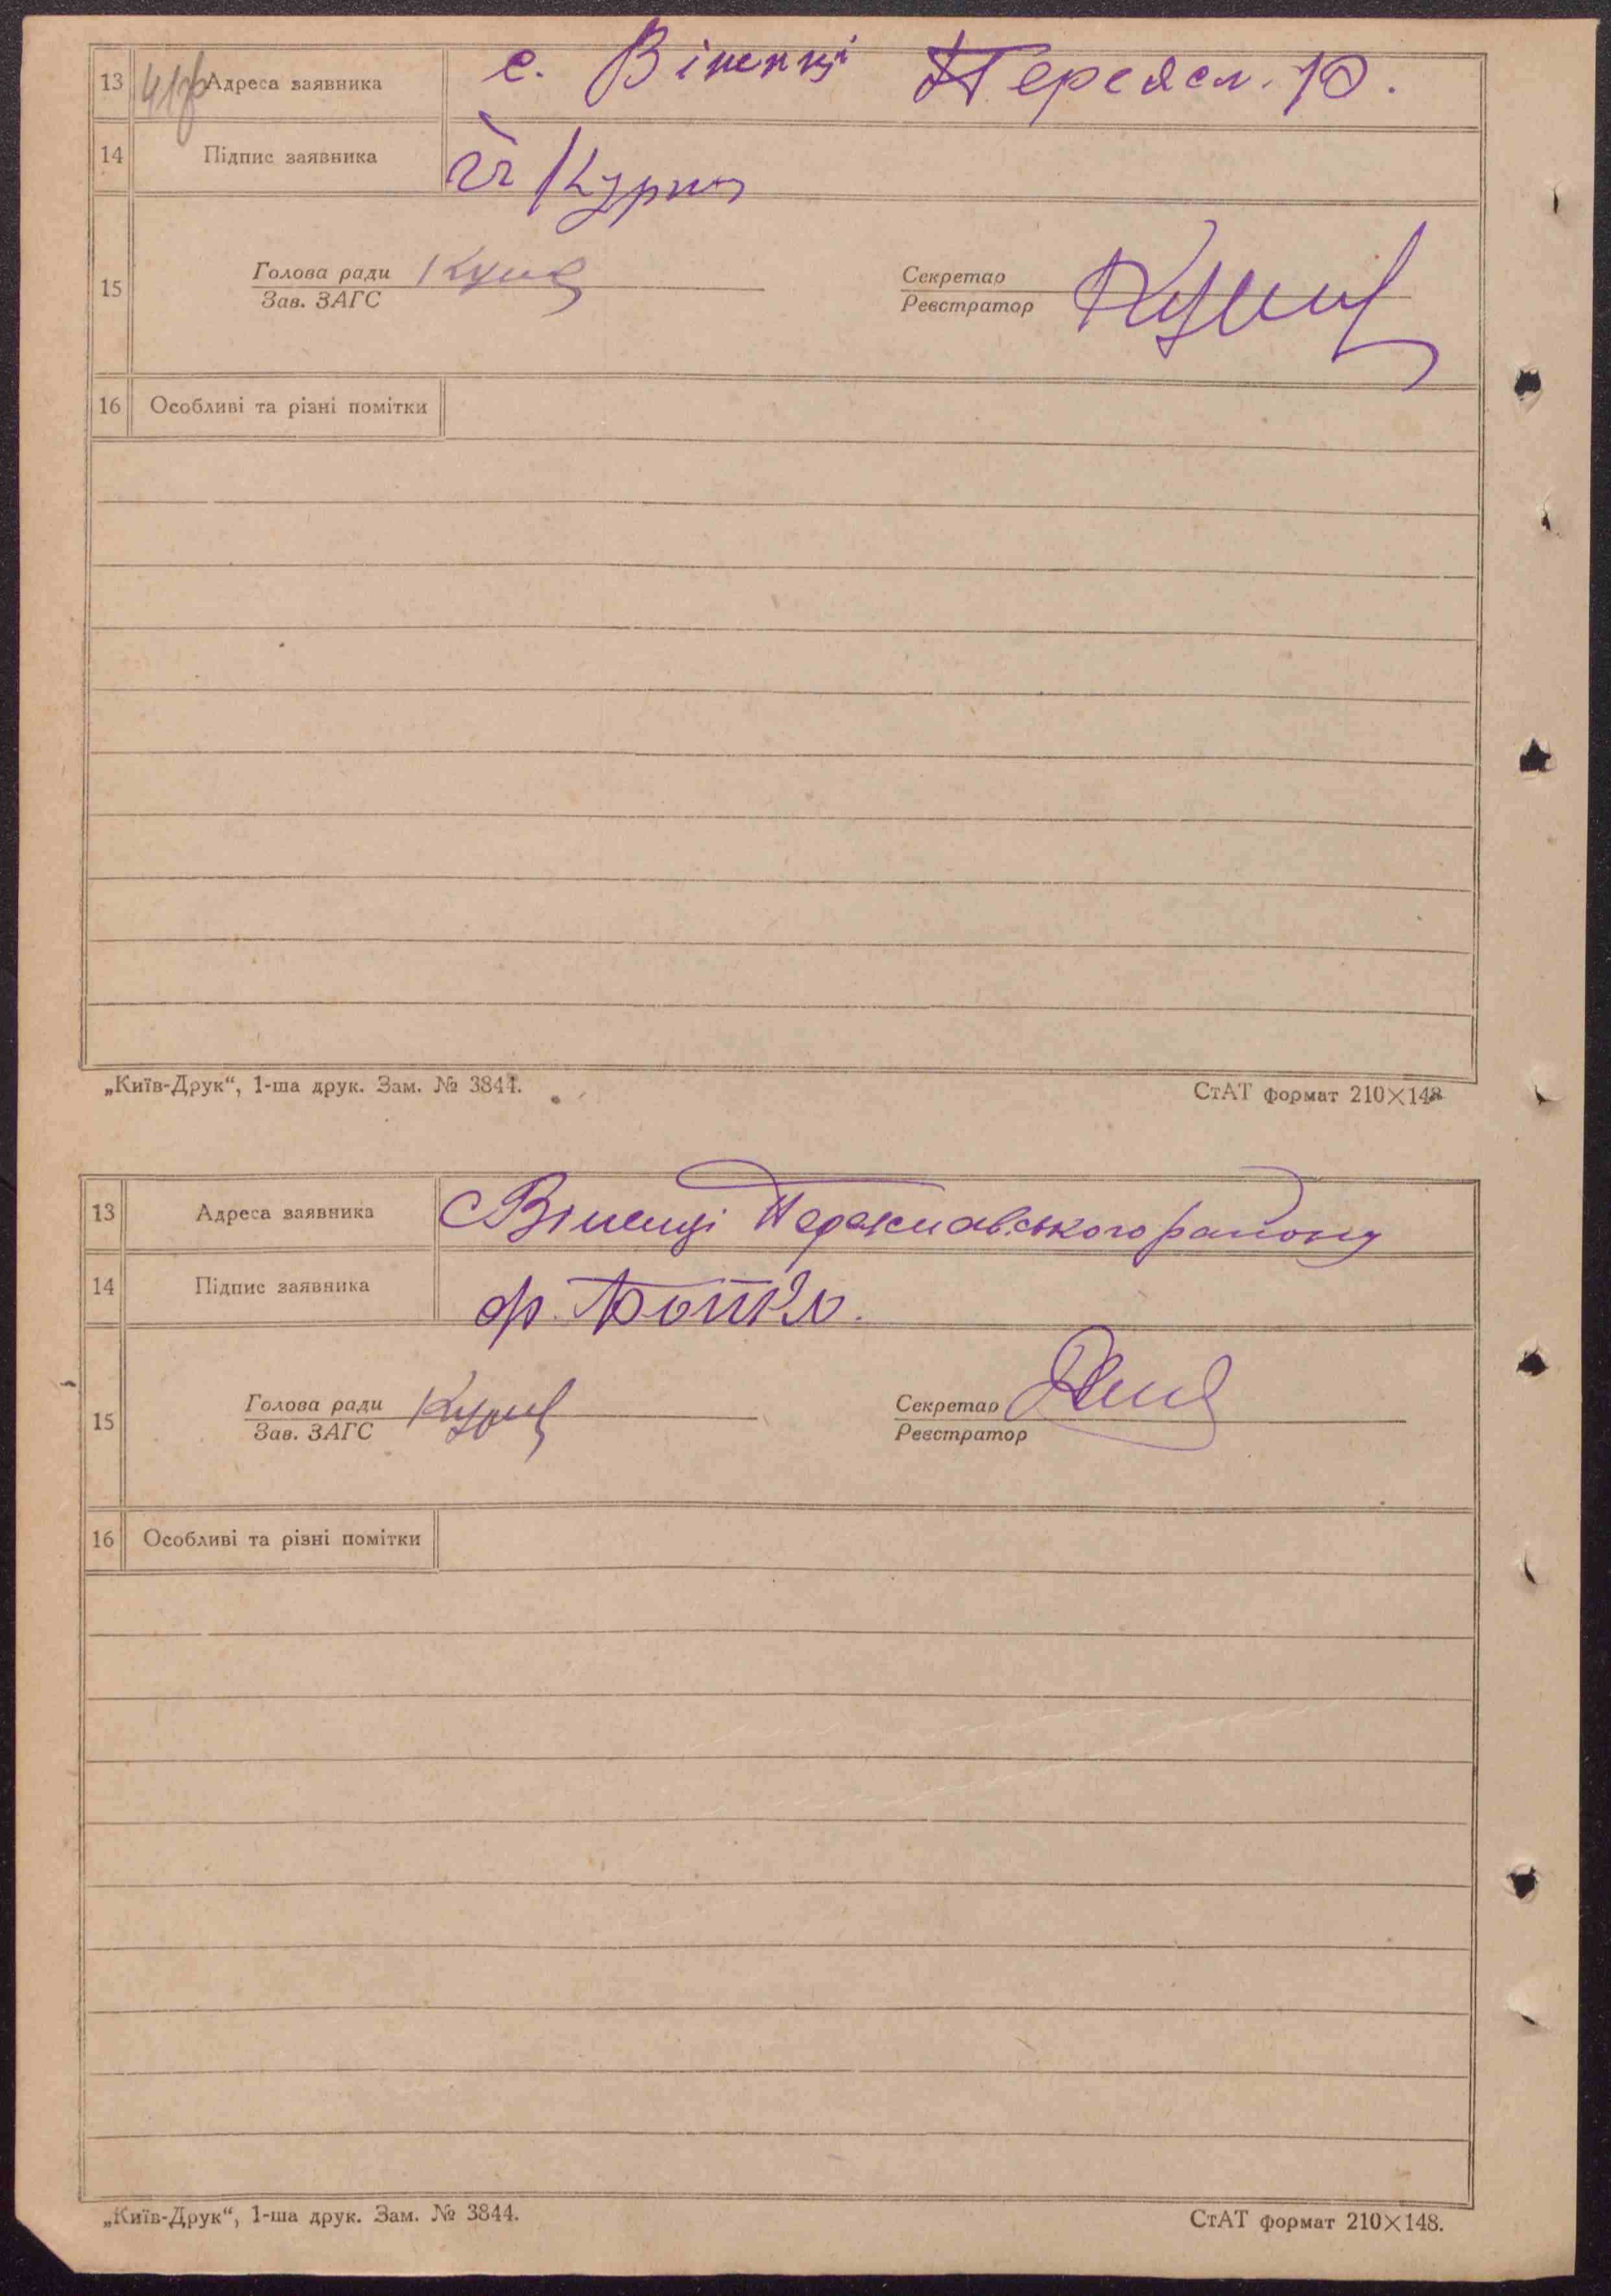 13 Адреса заявника с. Віненці Переясл. Р.
14 Підпис заявника
15 Голова ради Секретар
Зав. ЗАГС Реєстратор
16 Особливі та різні помітки
„Київ-Друк“, 1-ша друк. Зам. № 3844. СтАТ формат 210×148
13 Адреса заявника с Віненці Переяславського району
14 Підпис заявника
15 Голова ради Секретар
Зав. ЗАГС Реєстратор
16 Особливі та різні помітки
„Київ-Друк“, 1-ша друк. Зам. № 3844. СтАТ формат 210×148.